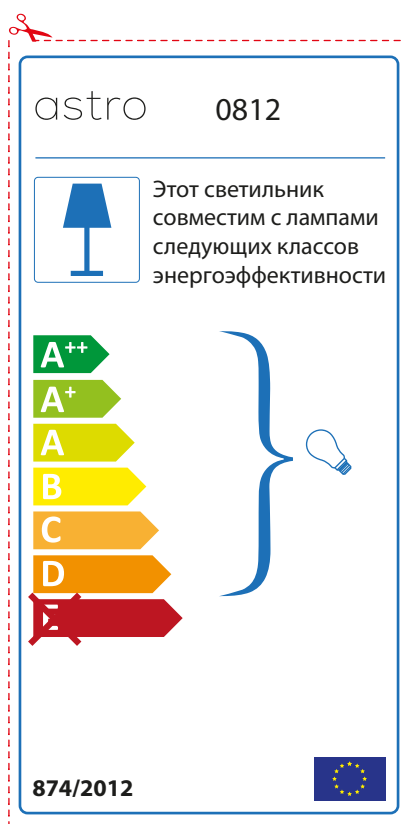 astro 0812
Этот светильник
совместим с лампами
следующих классов
энергоэффективности
A++
A+
A
B
C
D
E
874/2012